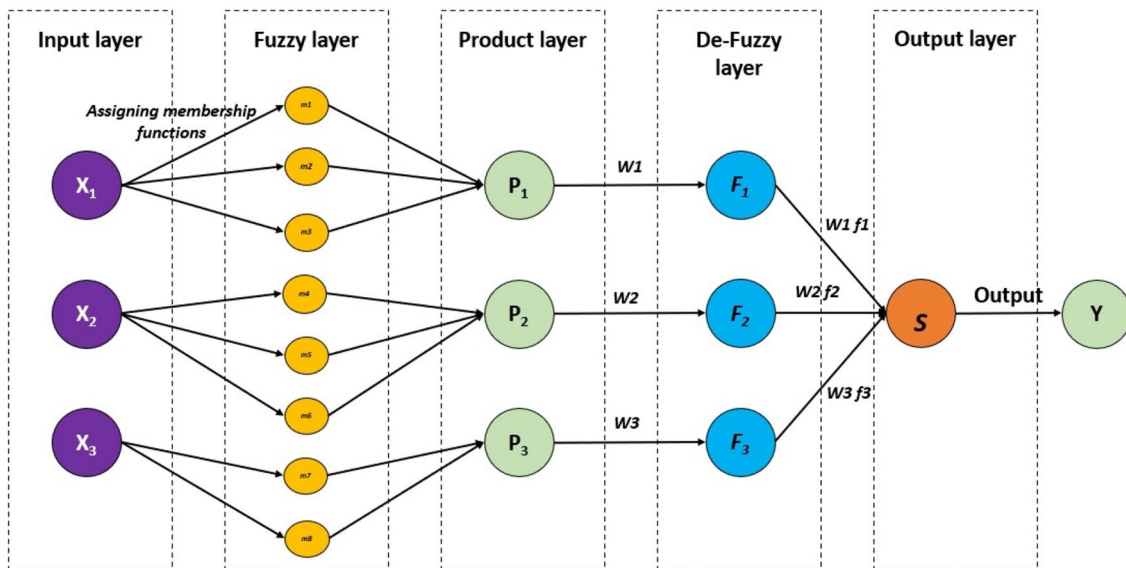 Input layer
Fuzzy layer
Product layer
De-Fuzzy
layer
Output layer
Assigning membership
functions
m1
m2
m3
m4
m5
m6
m7
m8
X1
X2
X3
P1
P2
P3
W1
W2
W3
F1
F2
F3
W1 f1
W2 f2
W3 f3
S
Output
Y